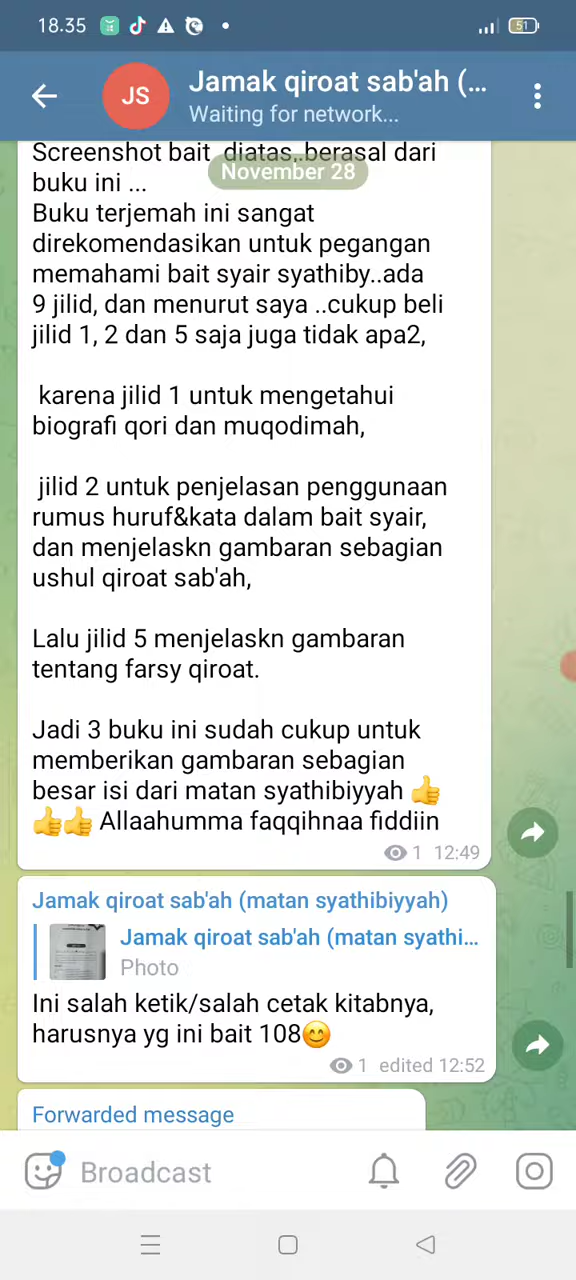 18.35
51
JS
Jamak qiroat sab'ah (...
Waiting for network...
Screenshot bait  diatas,.berasal dari
November 28
buku ini ...
Buku terjemah ini sangat
direkomendasikan untuk pegangan
memahami bait syair syathiby..ada
9 jilid, dan menurut saya ..cukup beli
jilid 1, 2 dan 5 saja juga tidak apa2,
karena jilid 1 untuk mengetahui
biografi qori dan muqodimah,
jilid 2 untuk penjelasan penggunaan
rumus huruf&kata dalam bait syair,
dan menjelaskn gambaran sebagian
ushul qiroat sab'ah,
Lalu jilid 5 menjelaskn gambaran
tentang farsy qiroat.
Jadi 3 buku ini sudah cukup untuk
memberikan gambaran sebagian
besar isi dari matan syathibiyyah 👍
👍👍 Allaahumma faqqihnaa fiddiin
1 12:49
Jamak qiroat sab'ah (matan syathibiyyah)
Jamak qiroat sab'ah (matan syathi...
Photo
Ini salah ketik/salah cetak kitabnya,
harusnya yg ini bait 108😊
1 edited 12:52
Forwarded message
Broadcast